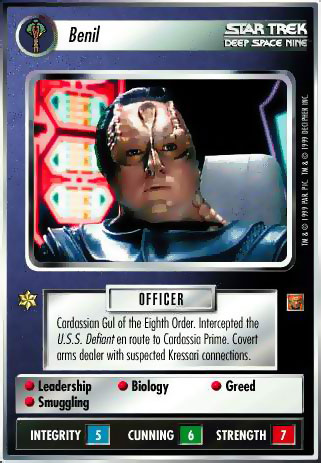 Benil
STAR TREK
DEEP SPACE NINE
TM & © 1999 PAR. PIC. TM & © 1999 DECIPHER INC.
OFFICER
Cardassian Gul of the Eighth Order. Intercepted the
U.S.S. Defiant en route to Cardassia Prime. Covert
arms dealer with suspected Kressari connections.
Leadership
Biology
Greed
Smuggling
INTEGRITY 5 CUNNING 6 STRENGTH 7